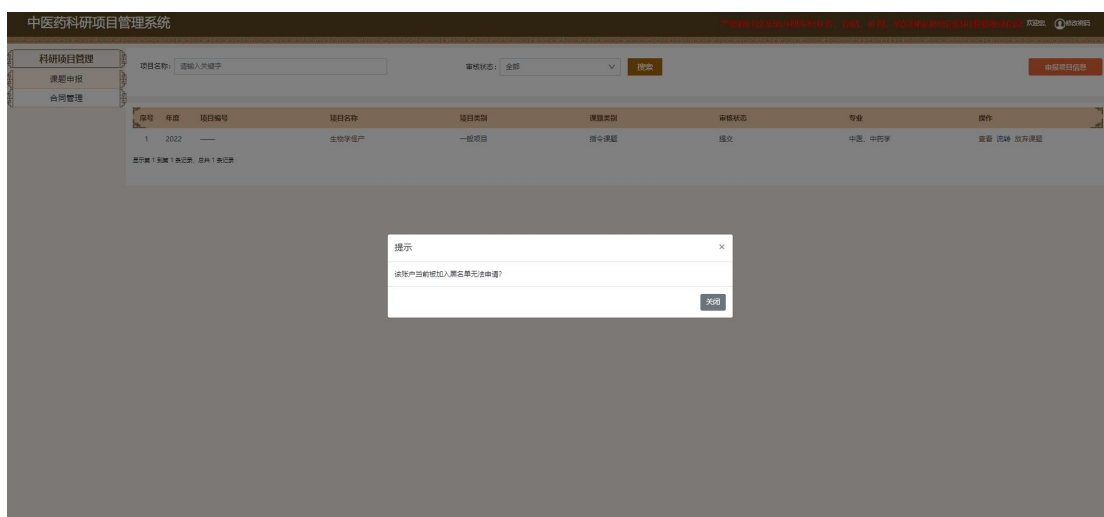 中医药科研项目管理系统
欢迎您, 修改密码
科研项目管理
课题申报
合同管理
项目名称: 请输入关键字 审核状态: 全部 搜索 申报项目信息
序号 年度 项目编号 项目名称 项目类别 课题类别 审核状态 专业 操作
1 2022 —— 一般项目 指令课题 提交 中医、中药学 查看 流转 放弃课题
显示第 1 到第 1 条记录, 总共 1 条记录
提示 ×
该账户当前被加入黑名单无法申请?
关闭